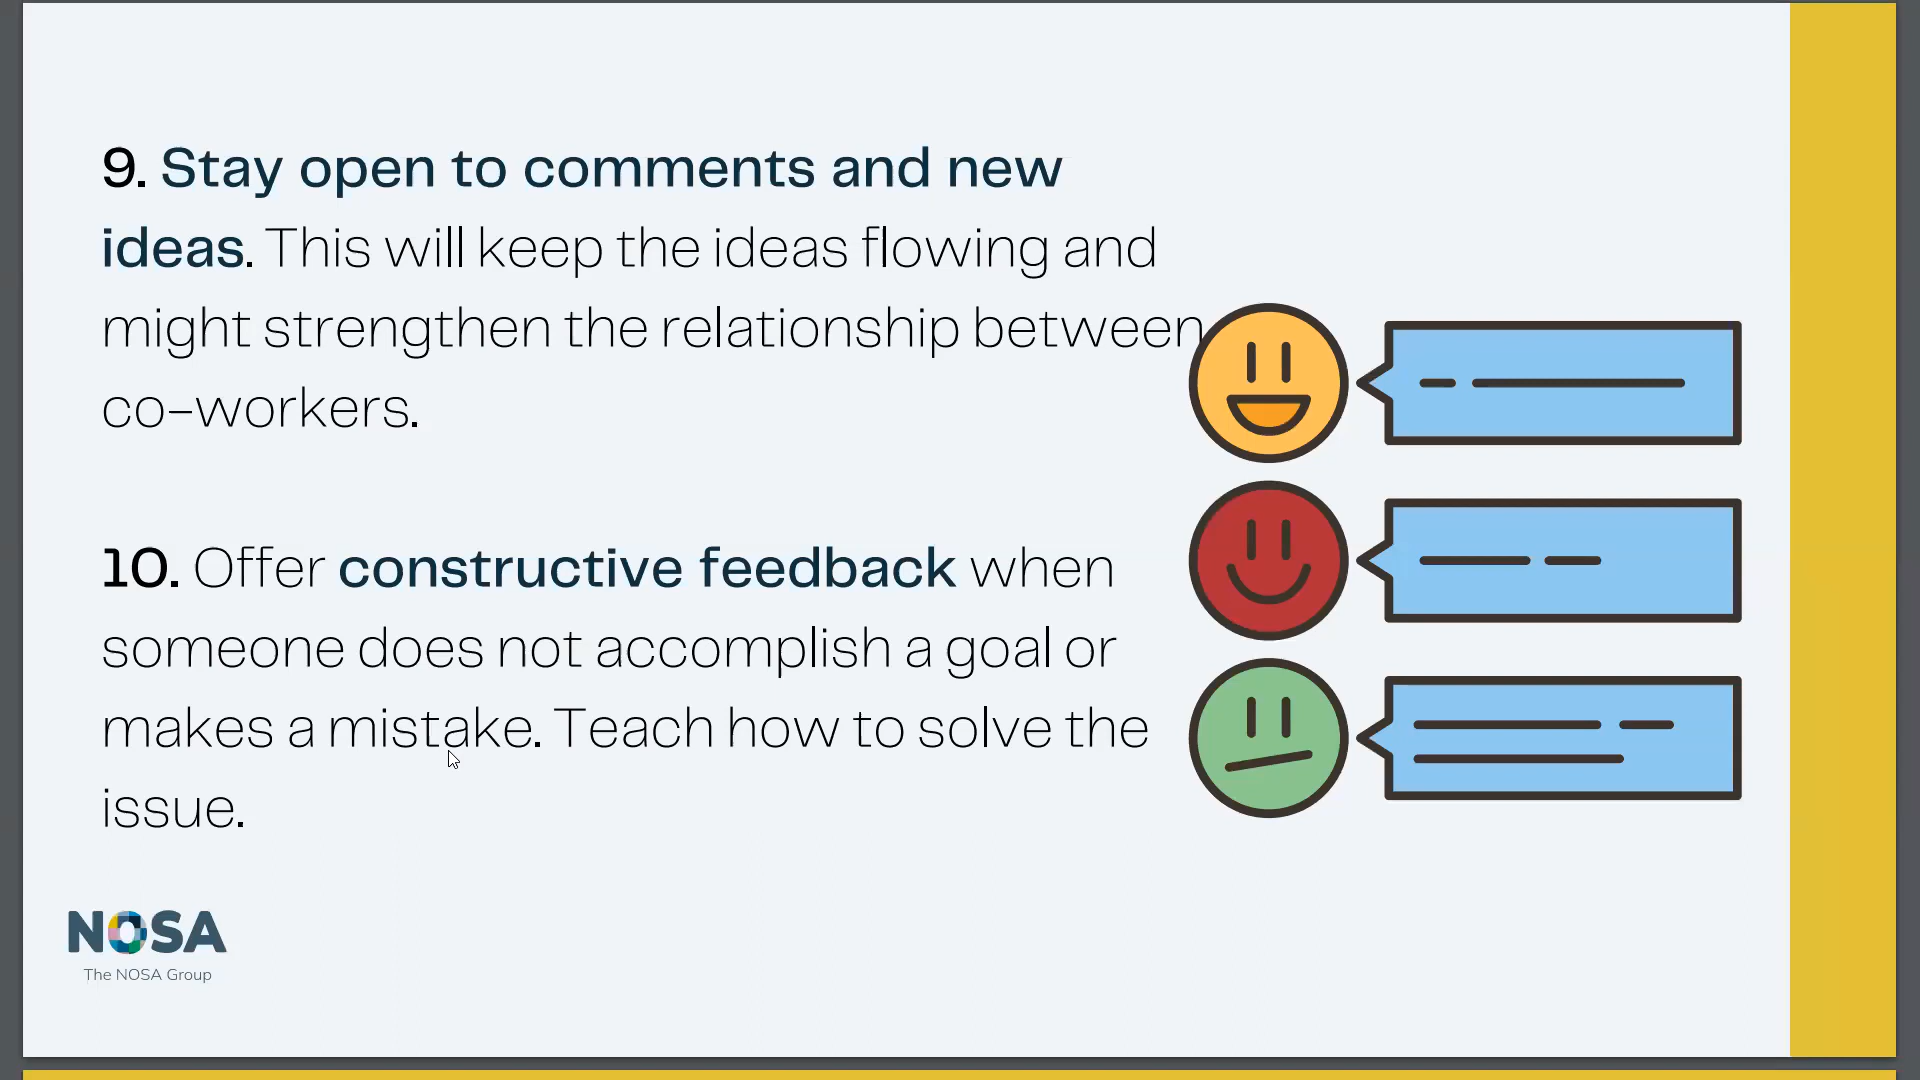 9. Stay open to comments and new
ideas. This will keep the ideas flowing and
might strengthen the relationship between
co-workers.
10. Offer constructive feedback when
someone does not accomplish a goal or
makes a mistake. Teach how to solve the
issue.
NOSA
The NOSA Group